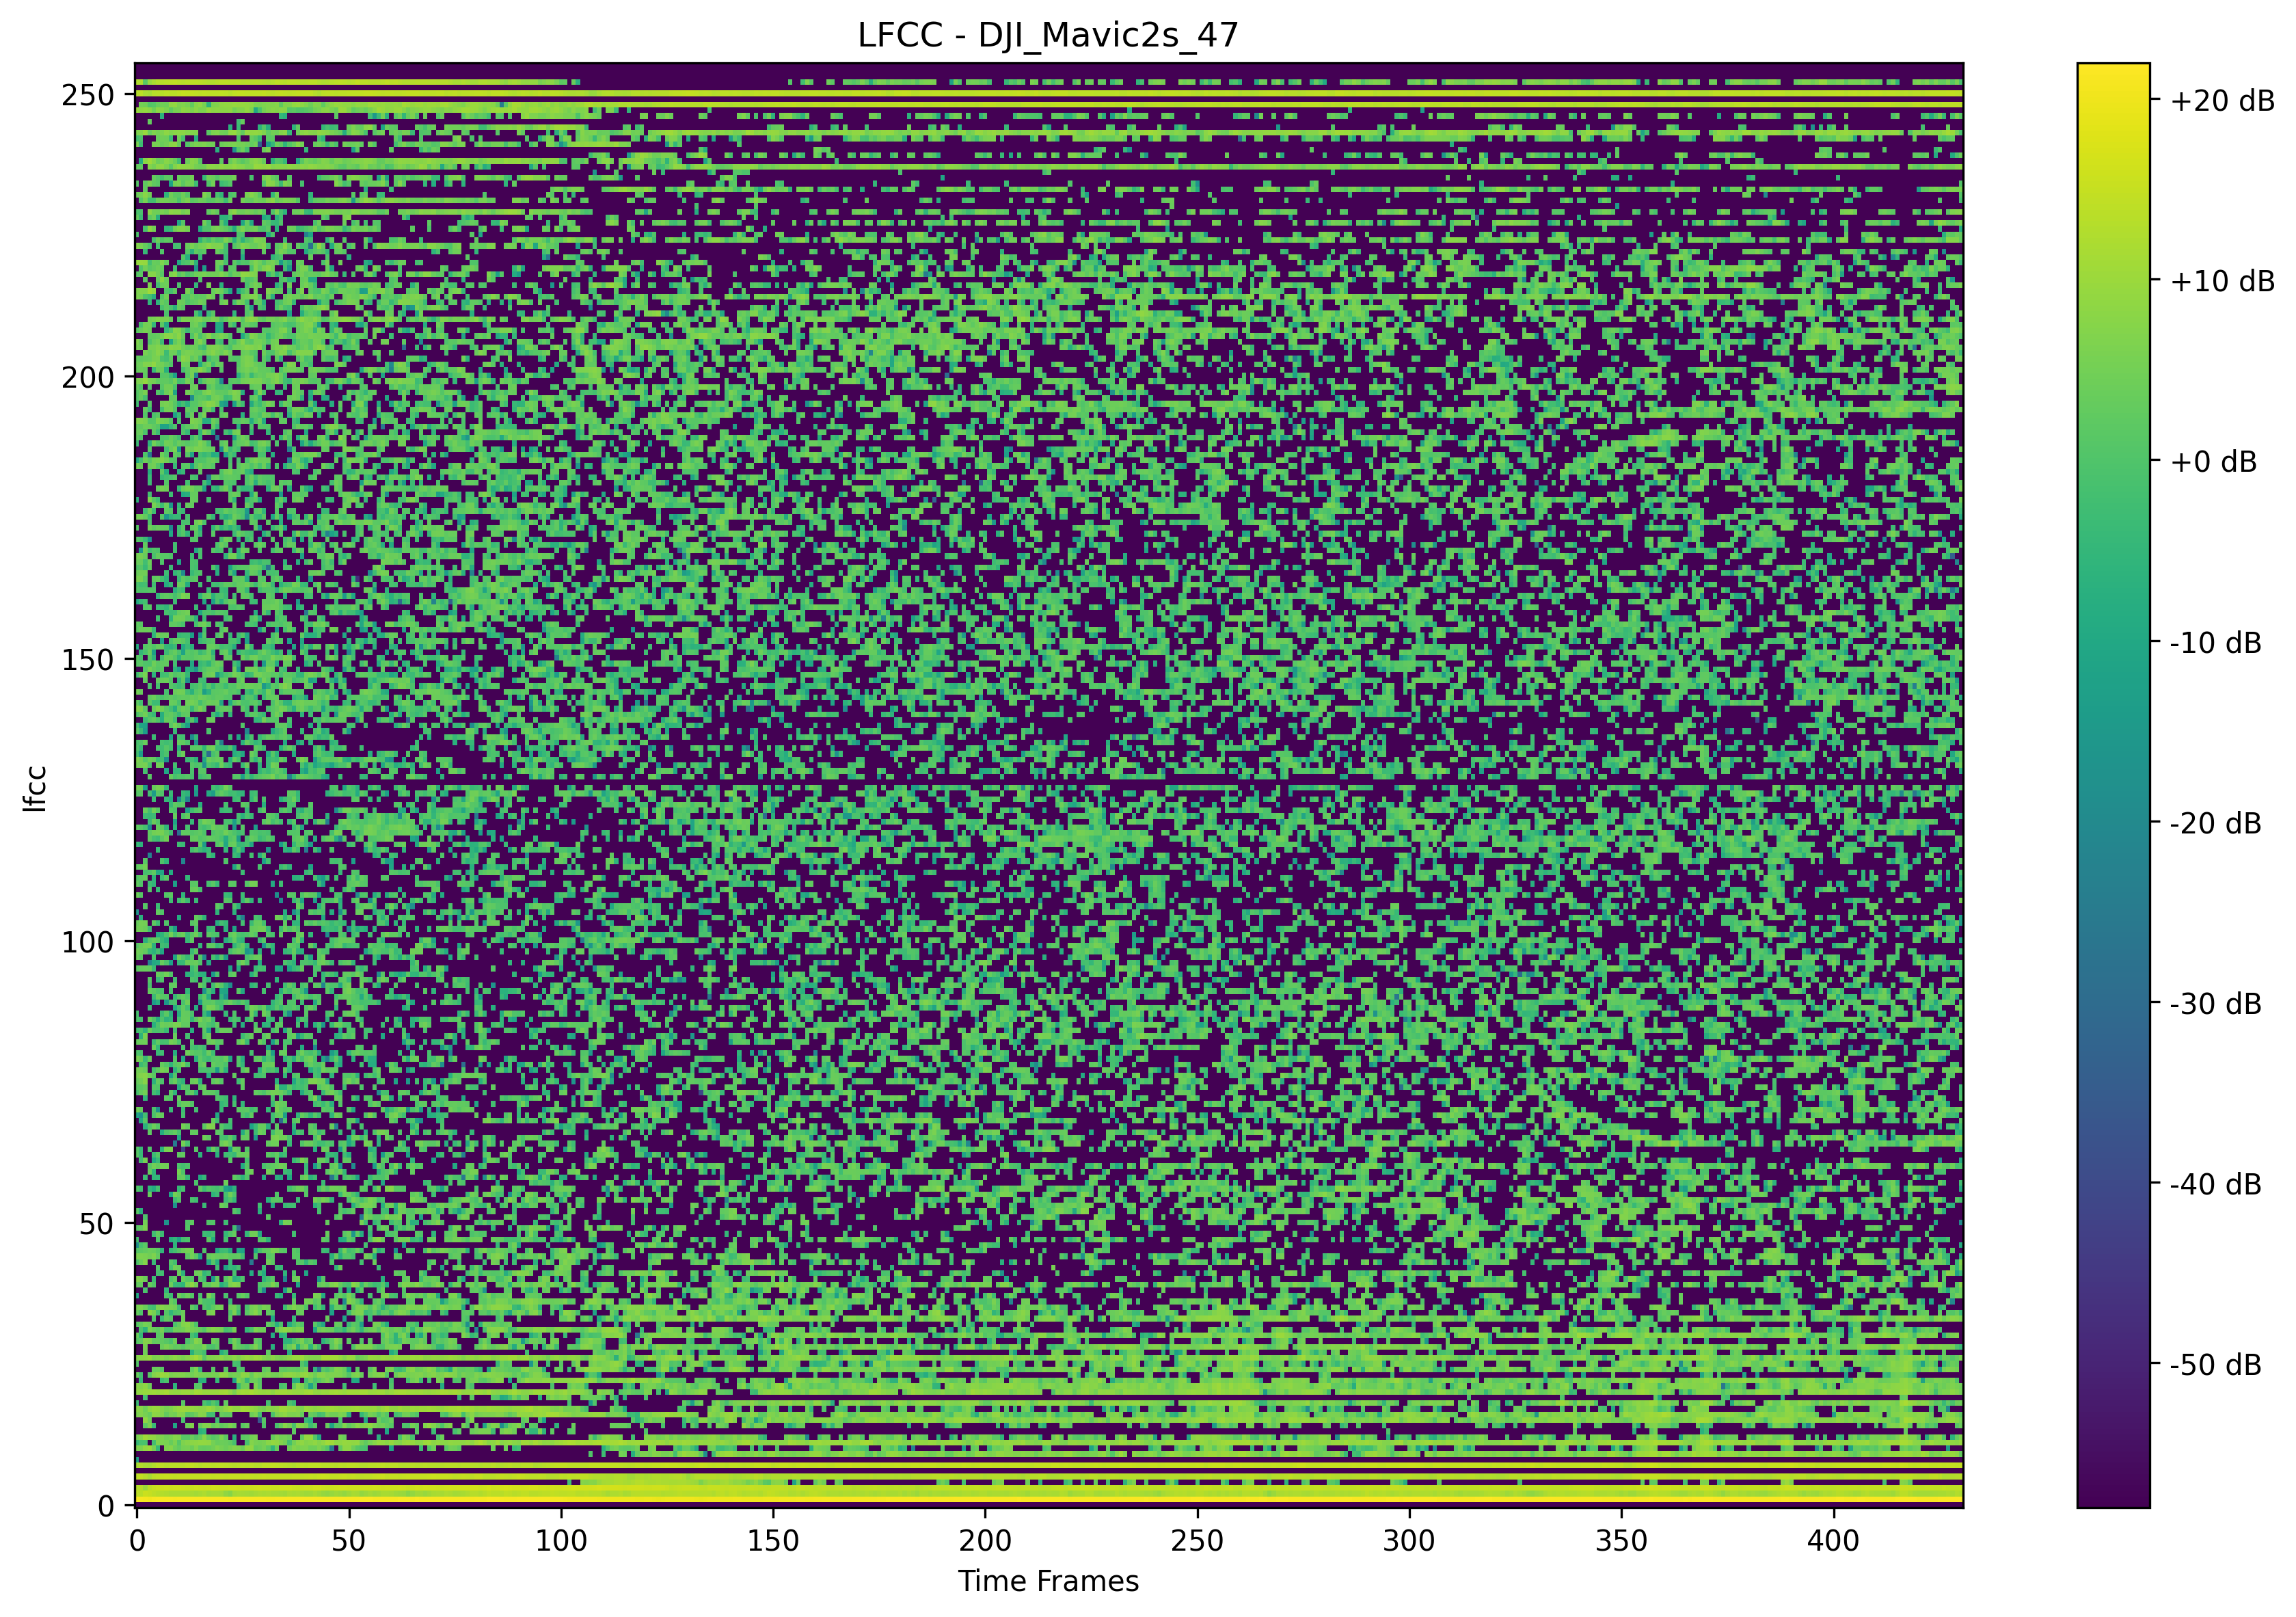 LFCC - DJI_Mavic2s_47
250
200
150
100
50
0
lfcc
0 50 100 150 200 250 300 350 400
Time Frames
+20 dB
+10 dB
+0 dB
-10 dB
-20 dB
-30 dB
-40 dB
-50 dB